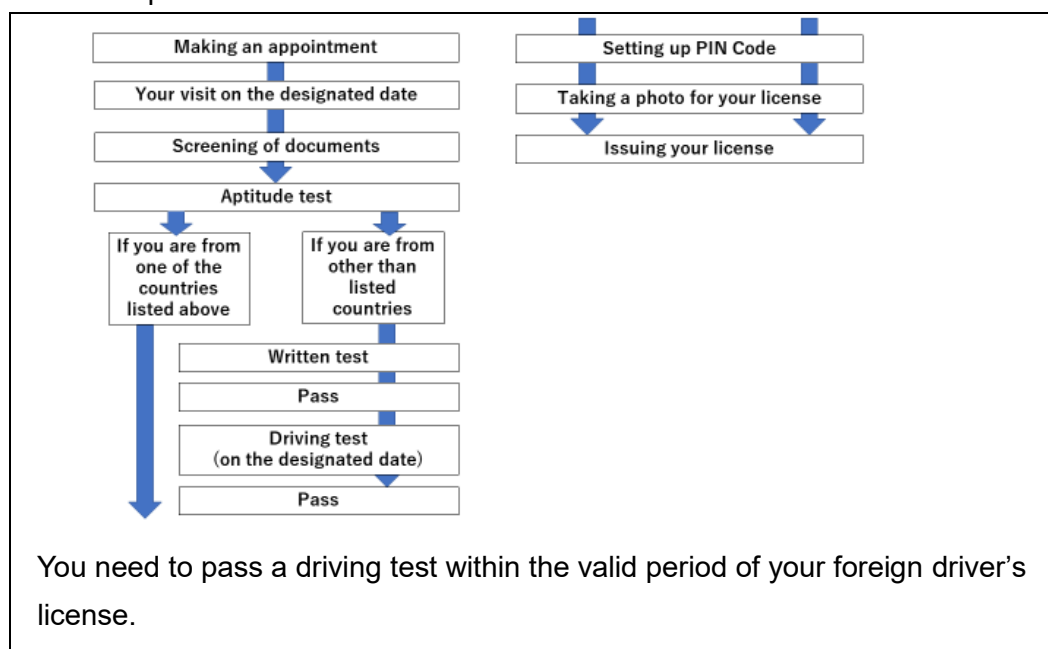 Making an appointment
Your visit on the designated date
Screening of documents
Aptitude test
If you are from
one of the
countries
listed above
If you are from
other than
listed
countries
Written test
Pass
Driving test
(on the designated date)
Pass
Setting up PIN Code
Taking a photo for your license
Issuing your license
You need to pass a driving test within the valid period of your foreign driver’s
license.